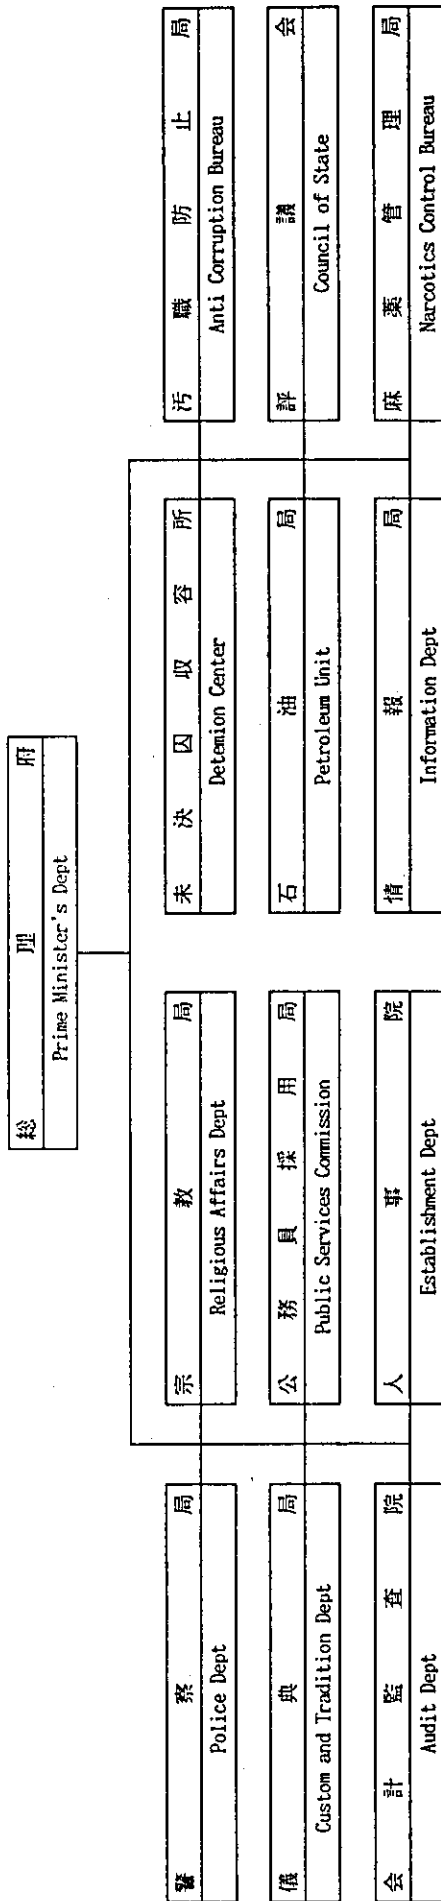 総理府
Prime Minister's Dept
警察局
Police Dept
宗教局
Religious Affairs Dept
未決囚収容所
Detemion Center
汚職防止局
Anti Corruption Bureau
儀典局
Custom and Tradition Dept
公務員採用局
Public Services Commission
石油局
Petroleum Unit
評議会
Council of State
会計監査院
Audit Dept
人事院
Establishment Dept
情報局
Information Dept
麻薬管理局
Narcotics Control Bureau